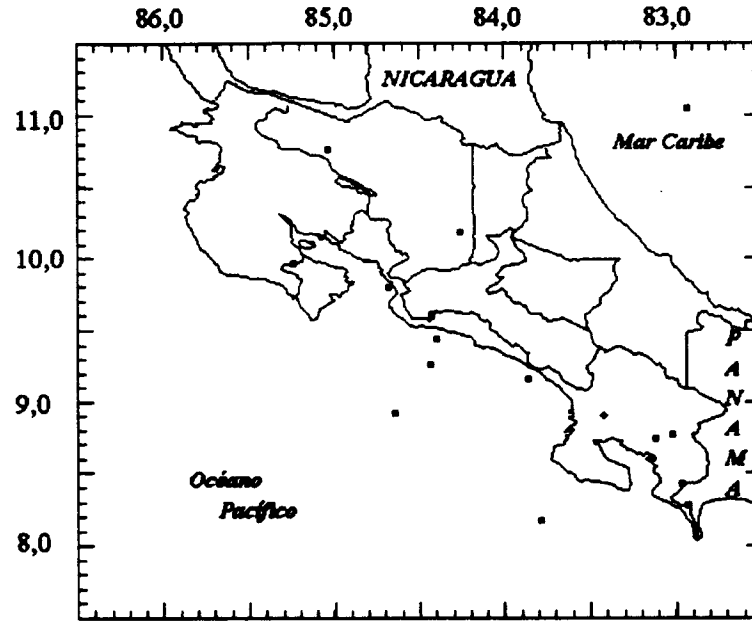 86,0 85,0 84,0 83,0
NICARAGUA
11,0
Mar Caribe
10,0
P
A
9,0
N
A
M
A
Océano
Pacífico
8,0